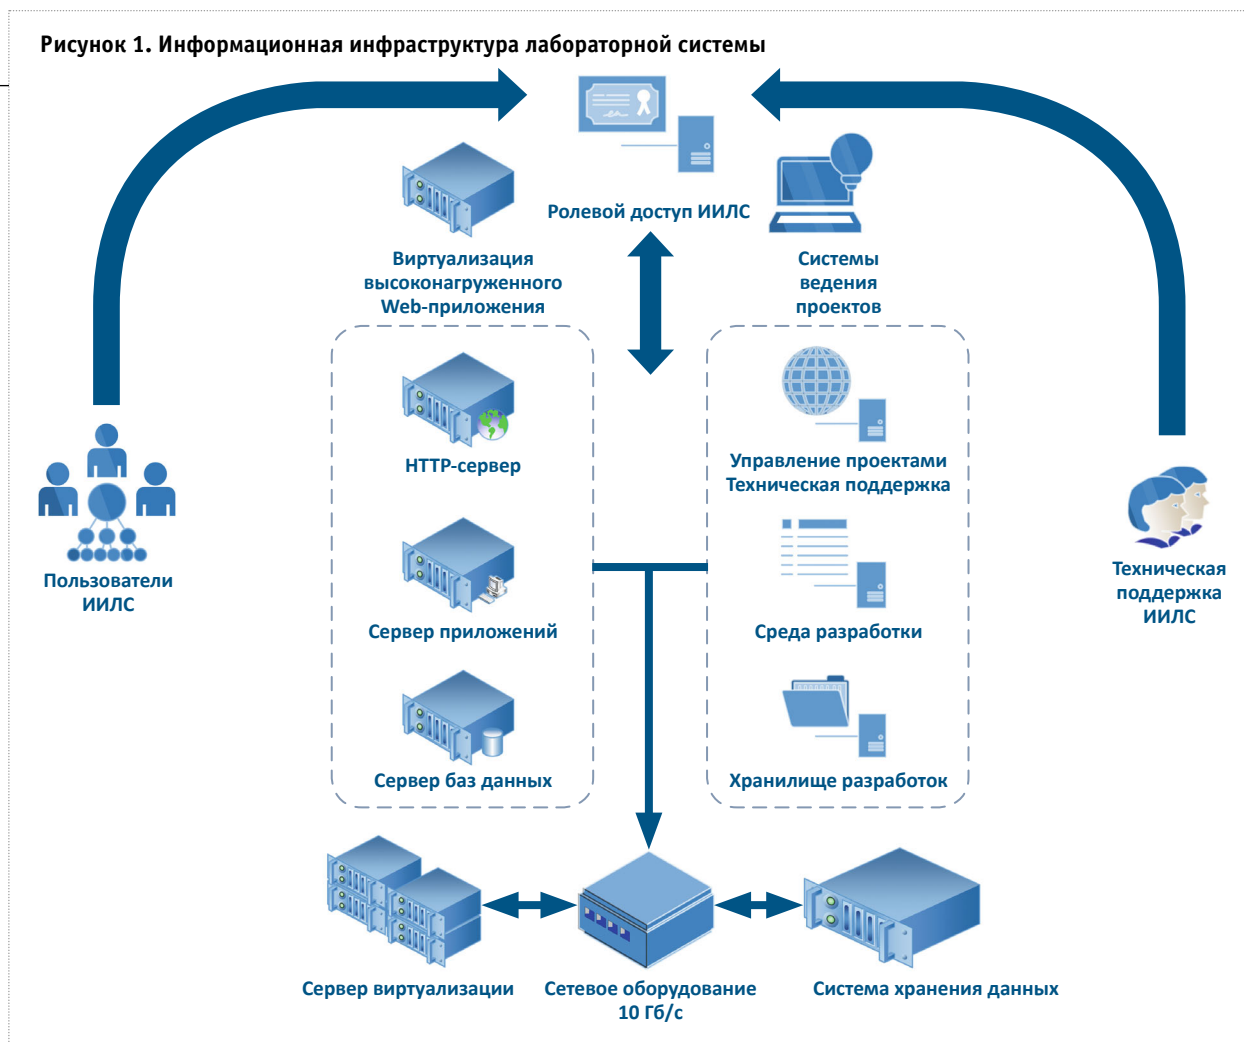 Рисунок 1. Информационная инфраструктура лабораторной системы
Ролевой доступ ИИЛС
Виртуализация
высоконагруженного
Web-приложения
Системы
ведения
проектов
HTTP-сервер
Управление проектами
Техническая поддержка
Пользователи
ИИЛС
Техническая
поддержка
ИИЛС
Сервер приложений
Среда разработки
Сервер баз данных
Хранилище разработок
Сервер виртуализации
Сетевое оборудование
10 Гб/с
Система хранения данных